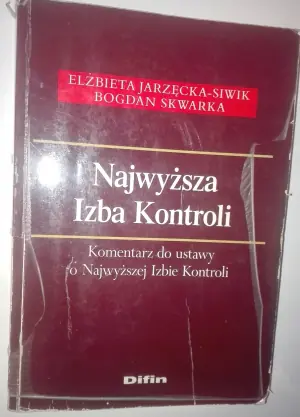 ELŻBIETA JARZĘCKA-SIWIK
BOGDAN SKWARKA
Najwyższa
Izba Kontroli
Komentarz do ustawy
o Najwyższej Izbie Kontroli
Difin